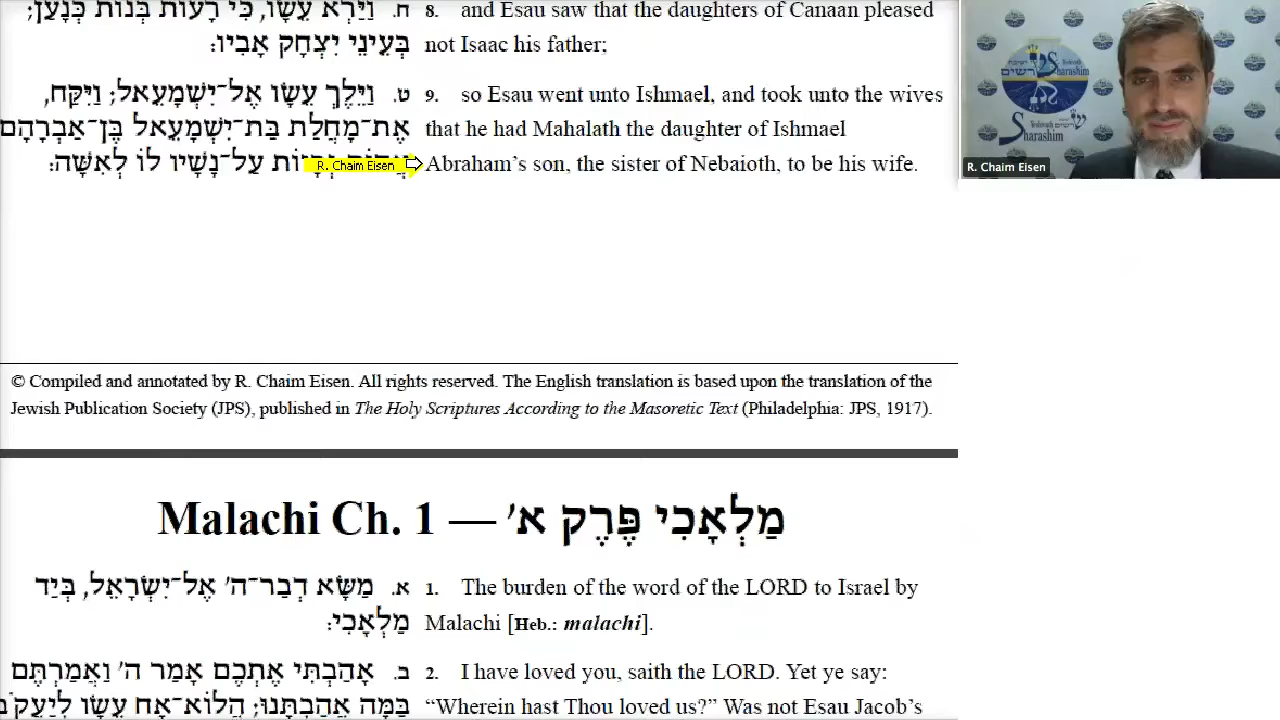 ח. וַיַּרְא עֵשָׂו, כִּי רָעוֹת בְּנוֹת כְּנָעַן;
בְּעֵינֵי יִצְחָק אָבִיו:
8. and Esau saw that the daughters of Canaan pleased
not Isaac his father;
ט. וַיֵּלֶךְ עֵשָׂו אֶל־יִשְׁמָעֵאל; וַיִּקַּח,
אֶת־מָחֲלַת בַּת־יִשְׁמָעֵאל בֶּן־אַבְרָהָם
עַל־נָשָׁיו לוֹ לְאִשָּׁה:
9. so Esau went unto Ishmael, and took unto the wives
that he had Mahalath the daughter of Ishmael
Abraham’s son, the sister of Nebaioth, to be his wife.
R. Chaim Eisen
R. Chaim Eisen
© Compiled and annotated by R. Chaim Eisen. All rights reserved. The English translation is based upon the translation of the
Jewish Publication Society (JPS), published in The Holy Scriptures According to the Masoretic Text (Philadelphia: JPS, 1917).
Malachi Ch. 1 — מַלְאָכִי פֶּרֶק א׳
א. מַשָּׂא דְבַר־ה׳ אֶל־יִשְׂרָאֵל, בְּיַד
מַלְאָכִי:
1. The burden of the word of the LORD to Israel by
Malachi [Heb.: malachi].
ב. אָהַבְתִּי אֶתְכֶם אָמַר ה׳ וַאֲמַרְתֶּם
בַּמָּה אֲהַבְתָּנוּ; הֲלוֹא־אָח עֵשָׂו לְיַעֲקֹב
2. I have loved you, saith the LORD. Yet ye say:
“Wherein hast Thou loved us?” Was not Esau Jacob’s
ישיבת
שרשים
Sharashim
Yeshivath
Sharashim